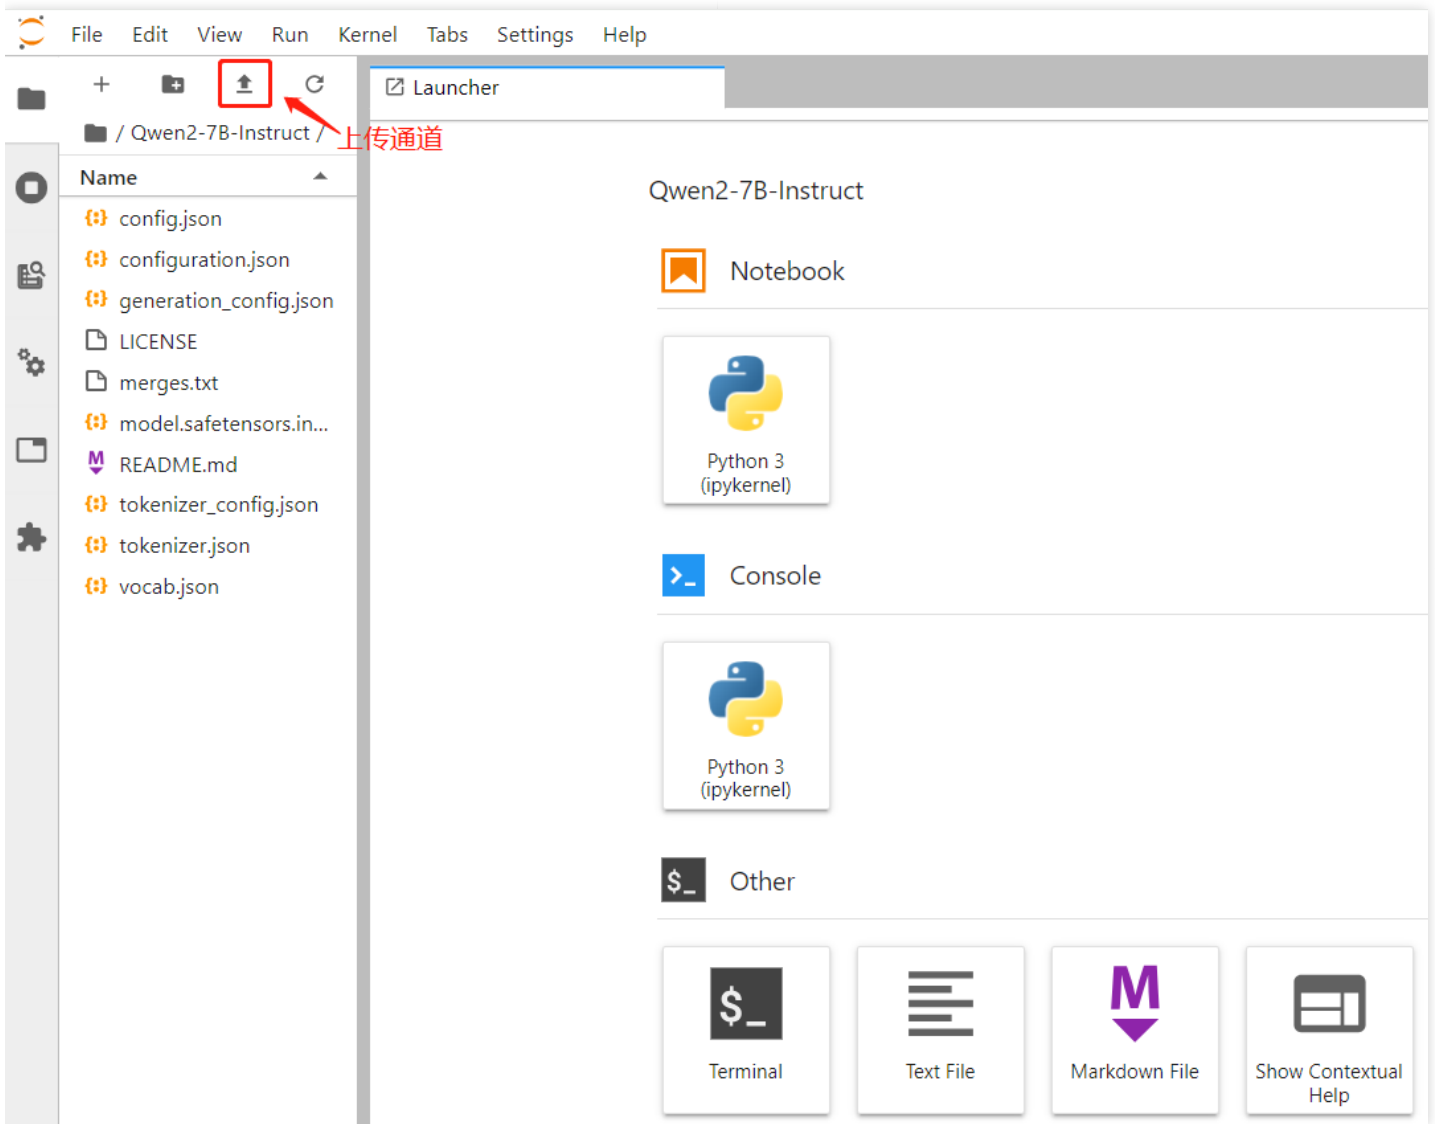 File Edit View Run Kernel Tabs Settings Help
Launcher
/ Qwen2-7B-Instruct /
上传通道
Name
config.json
configuration.json
generation_config.json
LICENSE
merges.txt
model.safetensors.in...
README.md
tokenizer_config.json
tokenizer.json
vocab.json
Qwen2-7B-Instruct
Notebook
Python 3
(ipykernel)
Console
Python 3
(ipykernel)
$_ Other
$_
Terminal
Text File
Markdown File
Show Contextual
Help